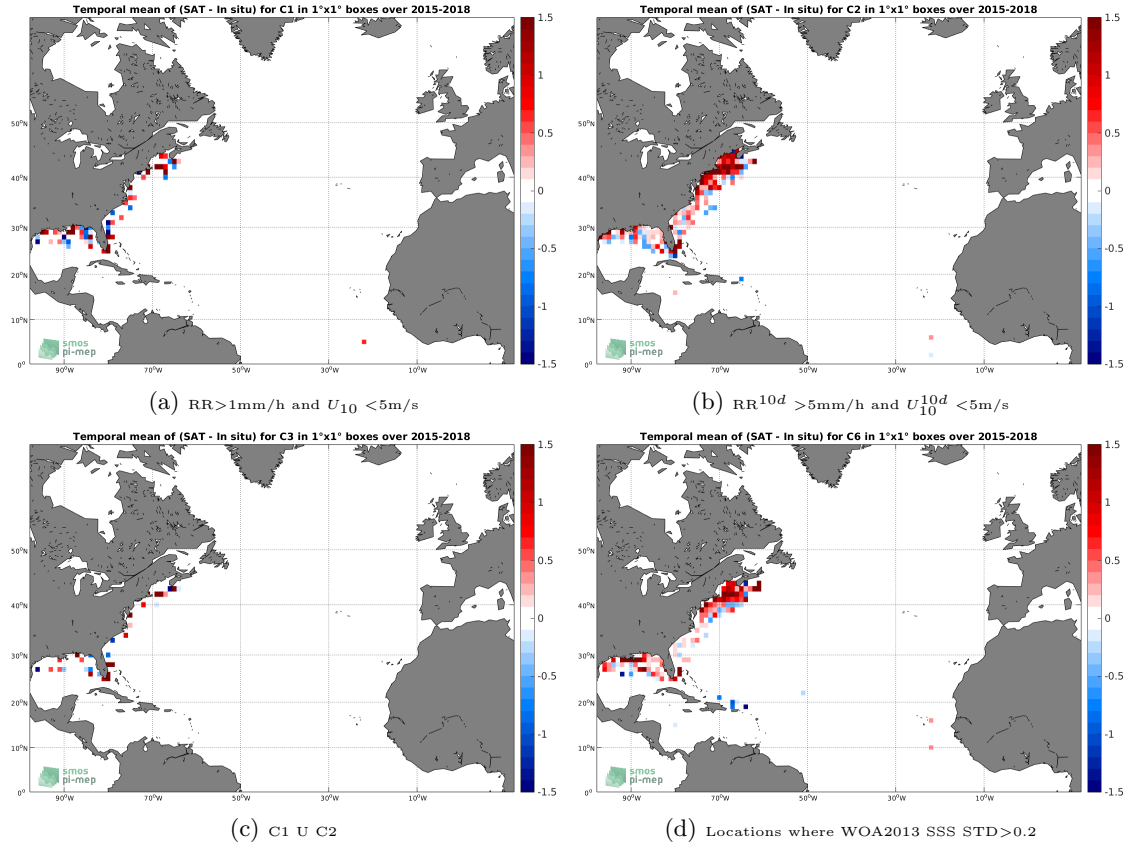 Temporal mean of (SAT - In situ) for C1 in 1°x1° boxes over 2015-2018
1.5
1
0.5
0
-0.5
-1
-1.5
50°N
40°N
30°N
20°N
10°N
0°
90°W 70°W 50°W 30°W 10°W
smos
pi-mep
(a) RR>1mm/h and U10 <5m/s
Temporal mean of (SAT - In situ) for C2 in 1°x1° boxes over 2015-2018
1.5
1
0.5
0
-0.5
-1
-1.5
50°N
40°N
30°N
20°N
10°N
0°
90°W 70°W 50°W 30°W 10°W
smos
pi-mep
(b) RR^10d >5mm/h and U10^10d <5m/s
Temporal mean of (SAT - In situ) for C3 in 1°x1° boxes over 2015-2018
1.5
1
0.5
0
-0.5
-1
-1.5
50°N
40°N
30°N
20°N
10°N
0°
90°W 70°W 50°W 30°W 10°W
smos
pi-mep
(c) C1 U C2
Temporal mean of (SAT - In situ) for C6 in 1°x1° boxes over 2015-2018
1.5
1
0.5
0
-0.5
-1
-1.5
50°N
40°N
30°N
20°N
10°N
0°
90°W 70°W 50°W 30°W 10°W
smos
pi-mep
(d) Locations where WOA2013 SSS STD>0.2